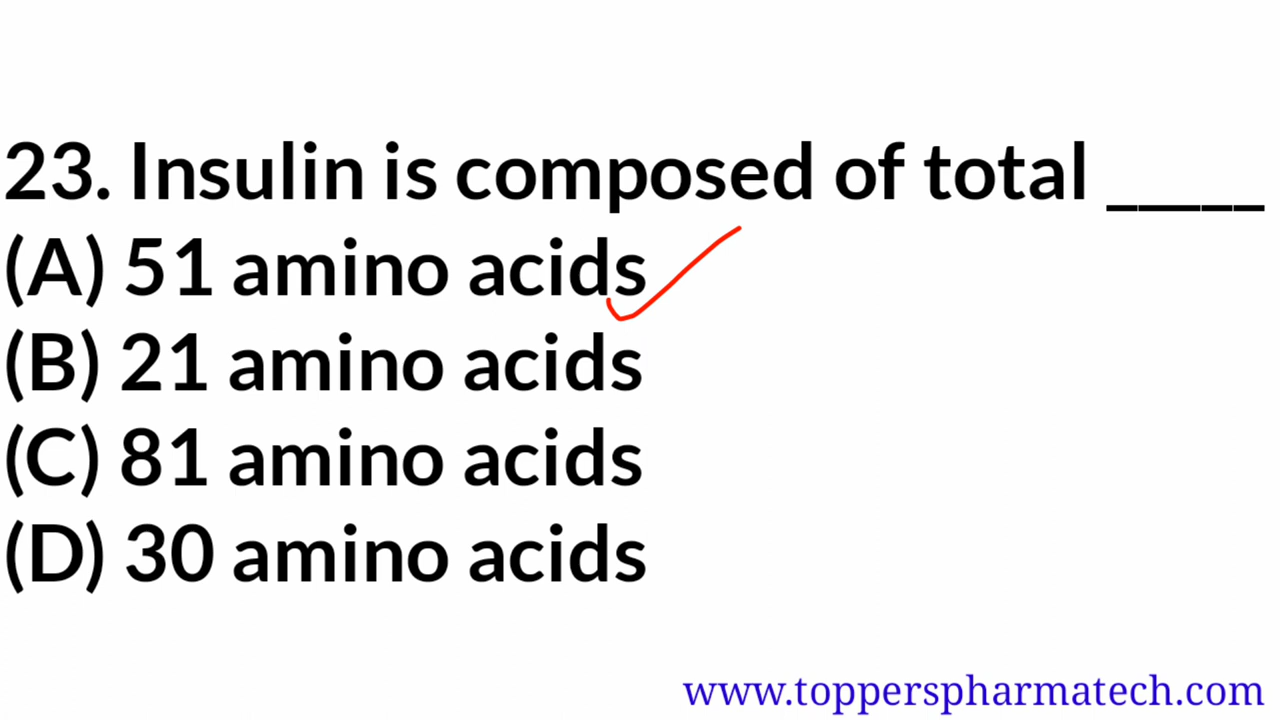 23. Insulin is composed of total _____
(A) 51 amino acids
(B) 21 amino acids
(C) 81 amino acids
(D) 30 amino acids
www.topperspharmatech.com